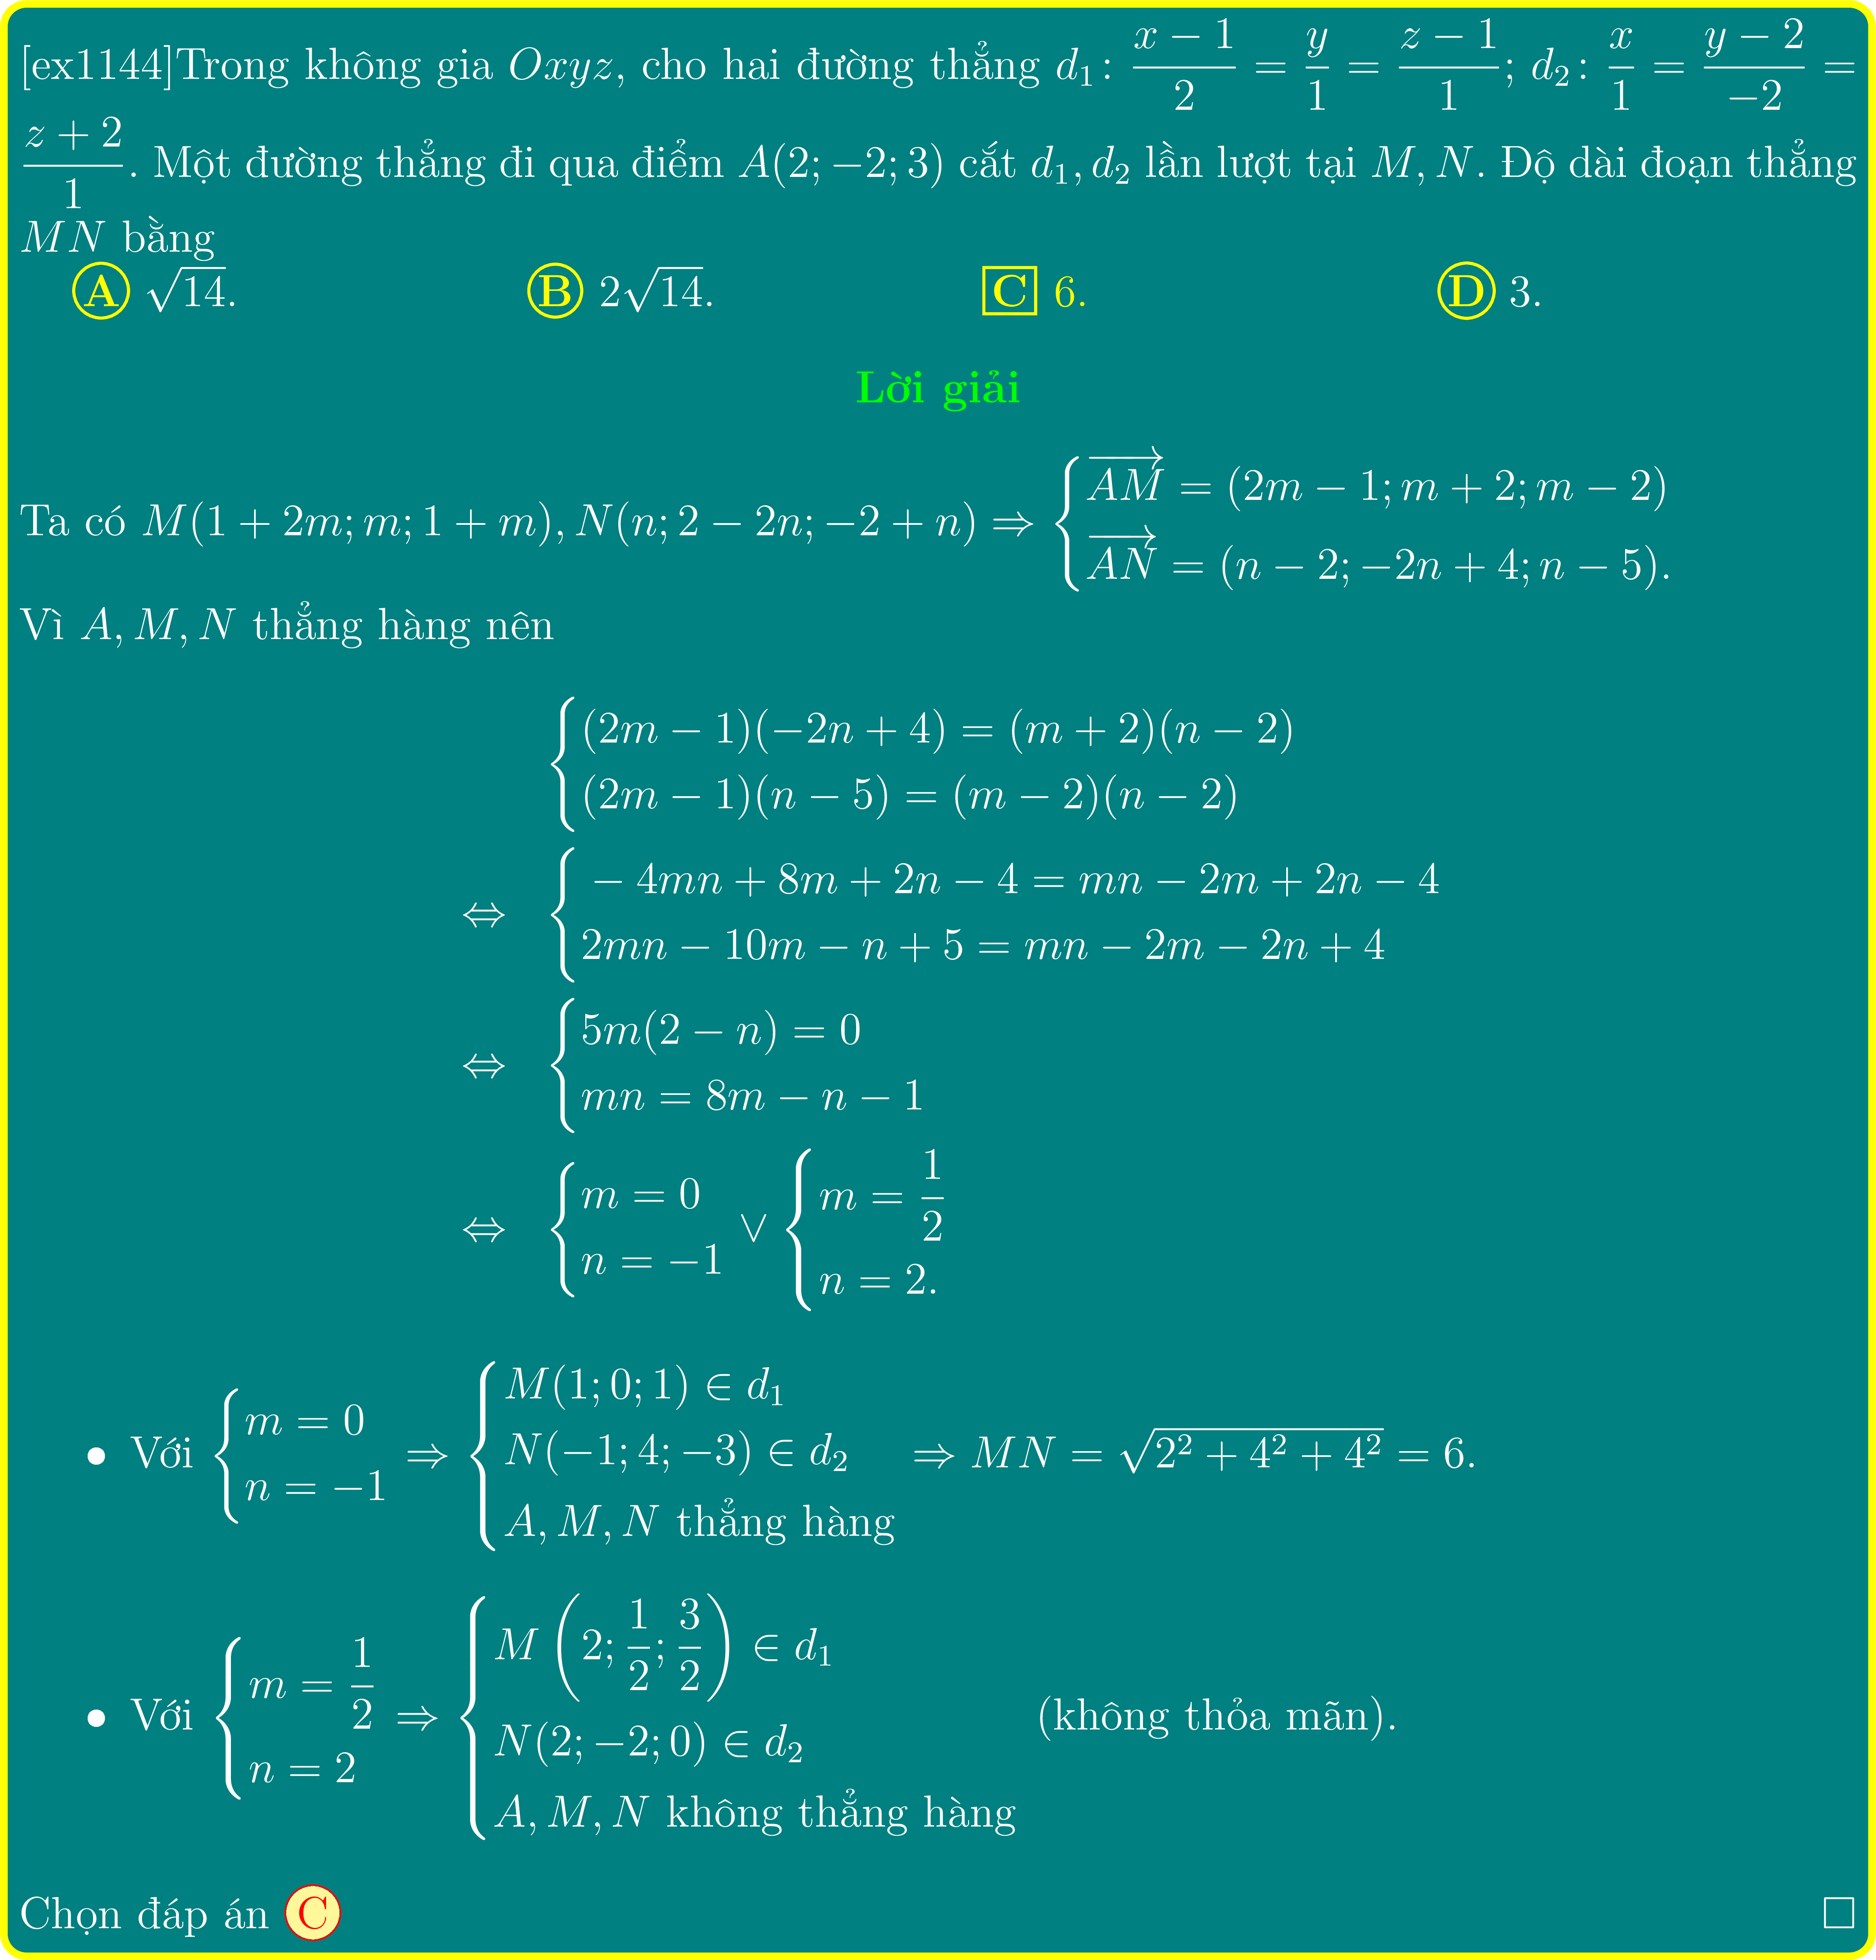 [ex1144]Trong không gia $Oxyz$, cho hai đường thẳng $d_1\colon \dfrac{x-1}{2} = \dfrac{y}{1} = \dfrac{z-1}{1}$; $d_2\colon \dfrac{x}{1} = \dfrac{y-2}{-2} =$
$\dfrac{z+2}{1}$. Một đường thẳng đi qua điểm $A(2;-2;3)$ cắt $d_1, d_2$ lần lượt tại $M, N$. Độ dài đoạn thẳng
$MN$ bằng
Ⓐ $\sqrt{14}$. Ⓑ $2\sqrt{14}$. C 6. Ⓓ 3.
Lời giải
Ta có $M(1+2m;m;1+m), N(n;2-2n;-2+n) \Rightarrow \begin{cases} \overrightarrow{AM} = (2m-1;m+2;m-2) \\ \overrightarrow{AN} = (n-2;-2n+4;n-5). \end{cases}$
Vì $A, M, N$ thẳng hàng nên
$\begin{cases} (2m-1)(-2n+4) = (m+2)(n-2) \\ (2m-1)(n-5) = (m-2)(n-2) \end{cases}$
$\Leftrightarrow \begin{cases} -4mn+8m+2n-4 = mn-2m+2n-4 \\ 2mn-10m-n+5 = mn-2m-2n+4 \end{cases}$
$\Leftrightarrow \begin{cases} 5m(2-n) = 0 \\ mn = 8m-n-1 \end{cases}$
$\Leftrightarrow \begin{cases} m = 0 \\ n = -1 \end{cases} \vee \begin{cases} m = \dfrac{1}{2} \\ n = 2. \end{cases}$
• Với $\begin{cases} m = 0 \\ n = -1 \end{cases} \Rightarrow \begin{cases} M(1;0;1) \in d_1 \\ N(-1;4;-3) \in d_2 \\ A, M, N \text{ thẳng hàng} \end{cases} \Rightarrow MN = \sqrt{2^2+4^2+4^2} = 6.$
• Với $\begin{cases} m = \dfrac{1}{2} \\ n = 2 \end{cases} \Rightarrow \begin{cases} M\left(2;\dfrac{1}{2};\dfrac{3}{2}\right) \in d_1 \\ N(2;-2;0) \in d_2 \\ A, M, N \text{ không thẳng hàng} \end{cases}$ (không thỏa mãn).
Chọn đáp án Ⓒ □